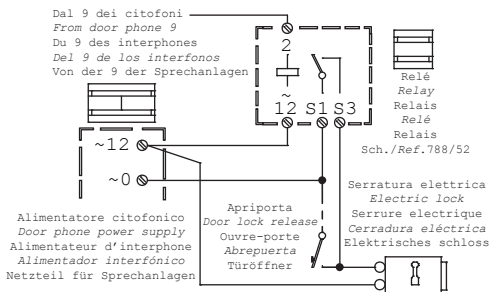 Dal 9 dei citofoni
From door phone 9
Du 9 des interphones
Del 9 de los interfonos
Von der 9 der Sprechanlagen
2
~
12 S1 S3
Relé
Relay
Relais
Relé
Relais
Sch./Ref.788/52
~12
~0
Alimentatore citofonico
Door phone power supply
Alimentateur d'interphone
Alimentador interfónico
Netzteil für Sprechanlagen
Apriporta
Door lock release
Ouvre-porte
Abrepuerta
Türöffner
Serratura elettrica
Electric lock
Serrure electrique
Cerradura eléctrica
Elektrisches schloss